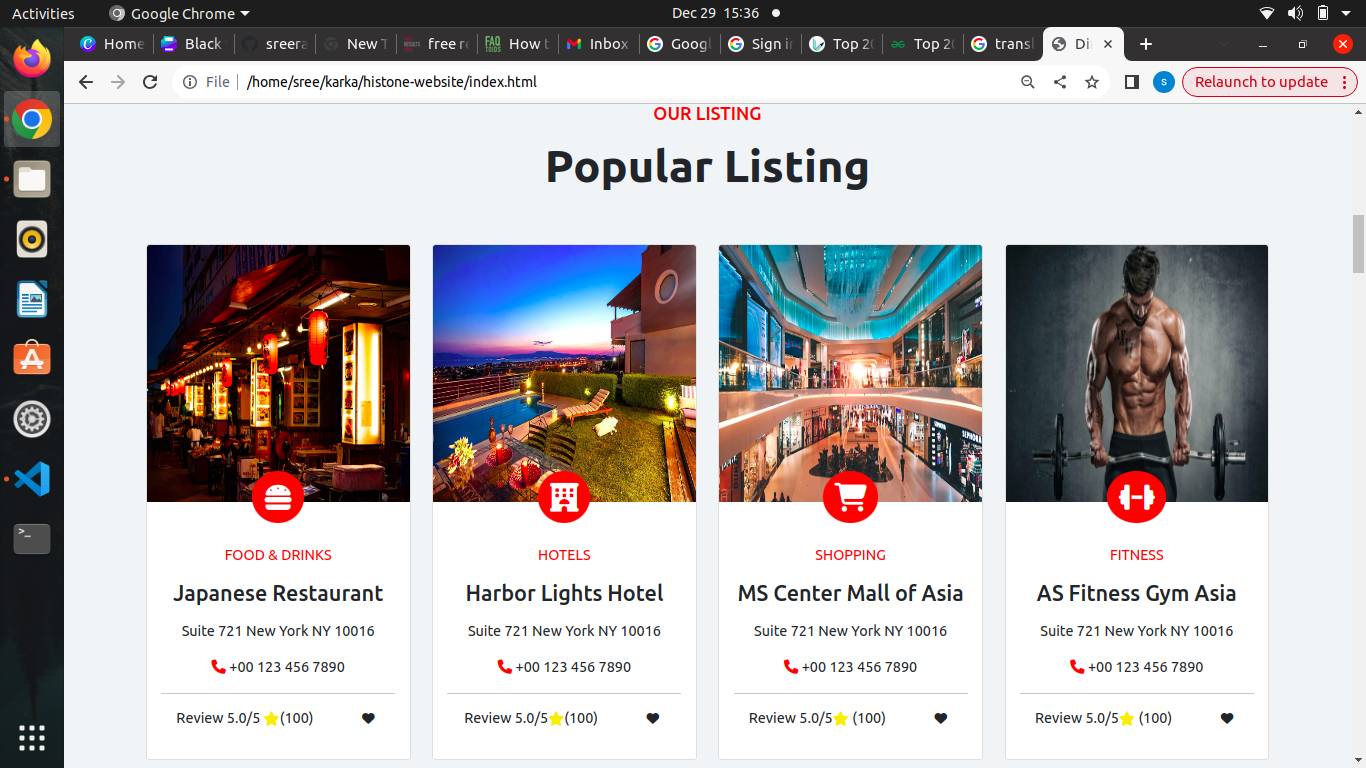 Activities Google Chrome Dec 29 15:36
Home Black sreera New T free re How t Inbox Googl Sign in Top 20 Top 20 transl Di
File /home/sree/karka/histone-website/index.html s Relaunch to update
OUR LISTING
Popular Listing
SEPHORA
FOOD & DRINKS HOTELS SHOPPING FITNESS
Japanese Restaurant Harbor Lights Hotel MS Center Mall of Asia AS Fitness Gym Asia
Suite 721 New York NY 10016 Suite 721 New York NY 10016 Suite 721 New York NY 10016 Suite 721 New York NY 10016
+00 123 456 7890 +00 123 456 7890 +00 123 456 7890 +00 123 456 7890
Review 5.0/5 (100) Review 5.0/5 (100) Review 5.0/5 (100) Review 5.0/5 (100)